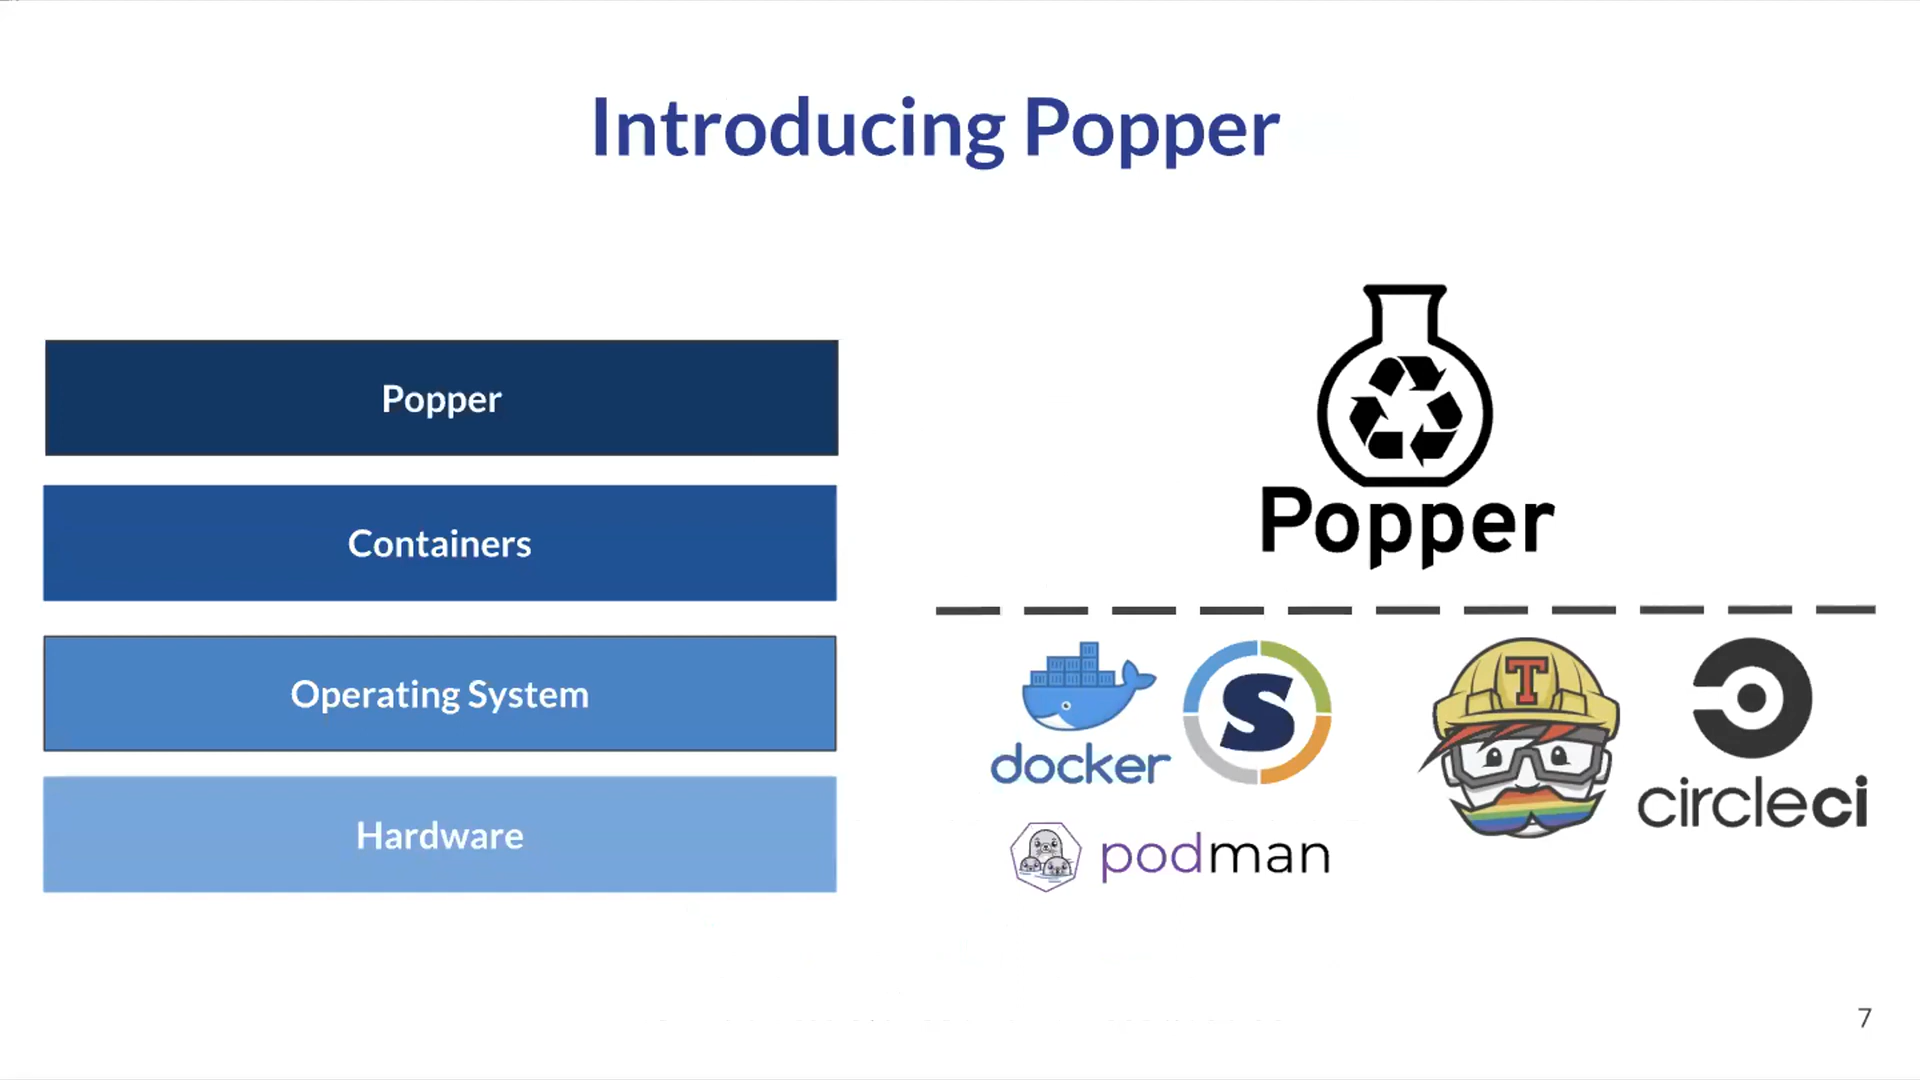 Introducing Popper
Popper
Containers
Operating System
Hardware
Popper
docker
S
T
circleci
podman
7